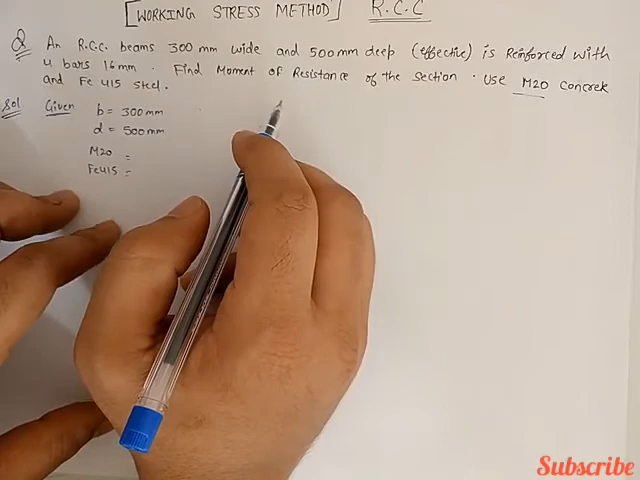 [WORKING STRESS METHOD] R.C.C
Q An R.C.C. beams 300 mm wide and 500 mm deep (effective) is Reinforced with
4 bars 16 mm . Find Moment of Resistance of the section . Use M20 concrete
and Fe 415 steel.
Sol Given b = 300 mm
d = 500 mm
M20 =
Fe415 =
Subscribe